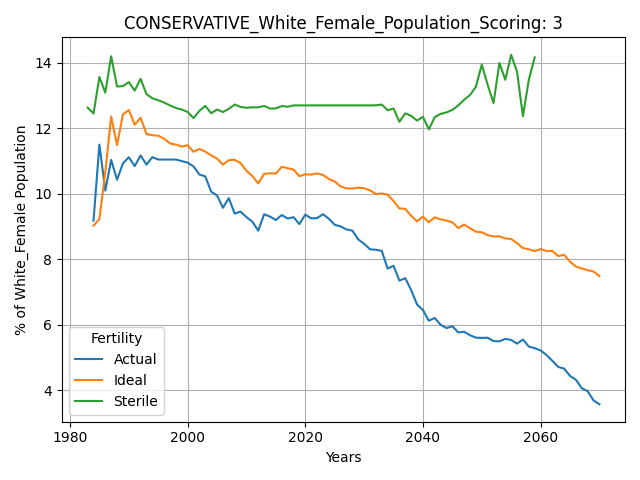 CONSERVATIVE_White_Female_Population_Scoring: 3
% of White_Female Population
14
12
10
8
6
4
Fertility
Actual
Ideal
Sterile
1980
2000
2020
2040
2060
Years